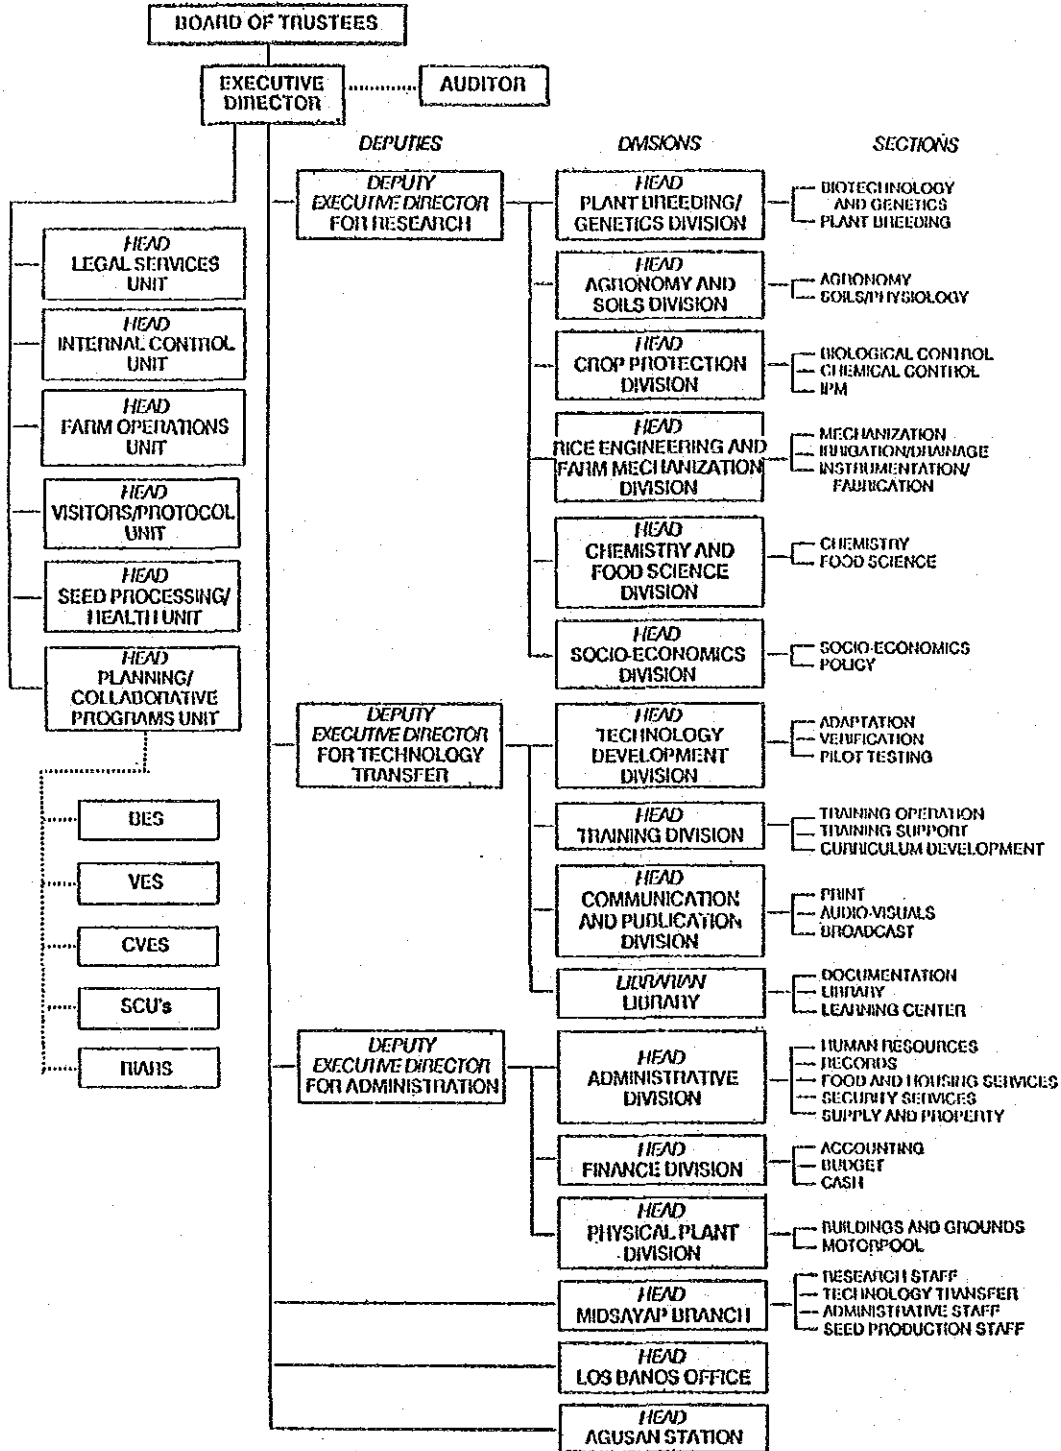 BOARD OF TRUSTEES
EXECUTIVE
DIRECTOR
AUDITOR
DEPUTIES
DIVISIONS
SECTIONS
HEAD
LEGAL SERVICES
UNIT
HEAD
INTERNAL CONTROL
UNIT
HEAD
FARM OPERATIONS
UNIT
HEAD
VISITORS/PROTOCOL
UNIT
HEAD
SEED PROCESSING/
HEALTH UNIT
HEAD
PLANNING/
COLLABORATIVE
PROGRAMS UNIT
BES
VES
CVES
SCU's
RIARS
DEPUTY
EXECUTIVE DIRECTOR
FOR RESEARCH
HEAD
PLANT BREEDING/
GENETICS DIVISION
BIOTECHNOLOGY
AND GENETICS
PLANT BREEDING
HEAD
AGRONOMY AND
SOILS DIVISION
AGRONOMY
SOILS/PHYSIOLOGY
HEAD
CROP PROTECTION
DIVISION
BIOLOGICAL CONTROL
CHEMICAL CONTROL
IPM
HEAD
RICE ENGINEERING AND
FARM MECHANIZATION
DIVISION
MECHANIZATION
IRRIGATION/DRAINAGE
INSTRUMENTATION/
FABRICATION
HEAD
CHEMISTRY AND
FOOD SCIENCE
DIVISION
CHEMISTRY
FOOD SCIENCE
HEAD
SOCIO-ECONOMICS
DIVISION
SOCIO-ECONOMICS
POLICY
DEPUTY
EXECUTIVE DIRECTOR
FOR TECHNOLOGY
TRANSFER
HEAD
TECHNOLOGY
DEVELOPMENT
DIVISION
ADAPTATION
VERIFICATION
PILOT TESTING
HEAD
TRAINING DIVISION
TRAINING OPERATION
TRAINING SUPPORT
CURRICULUM DEVELOPMENT
HEAD
COMMUNICATION
AND PUBLICATION
DIVISION
PRINT
AUDIO-VISUALS
BROADCAST
LIBRARIAN
LIBRARY
DOCUMENTATION
LIBRARY
LEARNING CENTER
DEPUTY
EXECUTIVE DIRECTOR
FOR ADMINISTRATION
HEAD
ADMINISTRATIVE
DIVISION
HUMAN RESOURCES
RECORDS
FOOD AND HOUSING SERVICES
SECURITY SERVICES
SUPPLY AND PROPERTY
HEAD
FINANCE DIVISION
ACCOUNTING
BUDGET
CASH
HEAD
PHYSICAL PLANT
DIVISION
BUILDINGS AND GROUNDS
MOTORPOOL
HEAD
MIDSAYAP BRANCH
RESEARCH STAFF
TECHNOLOGY TRANSFER
ADMINISTRATIVE STAFF
SEED PRODUCTION STAFF
HEAD
LOS BANOS OFFICE
HEAD
AGUSAN STATION